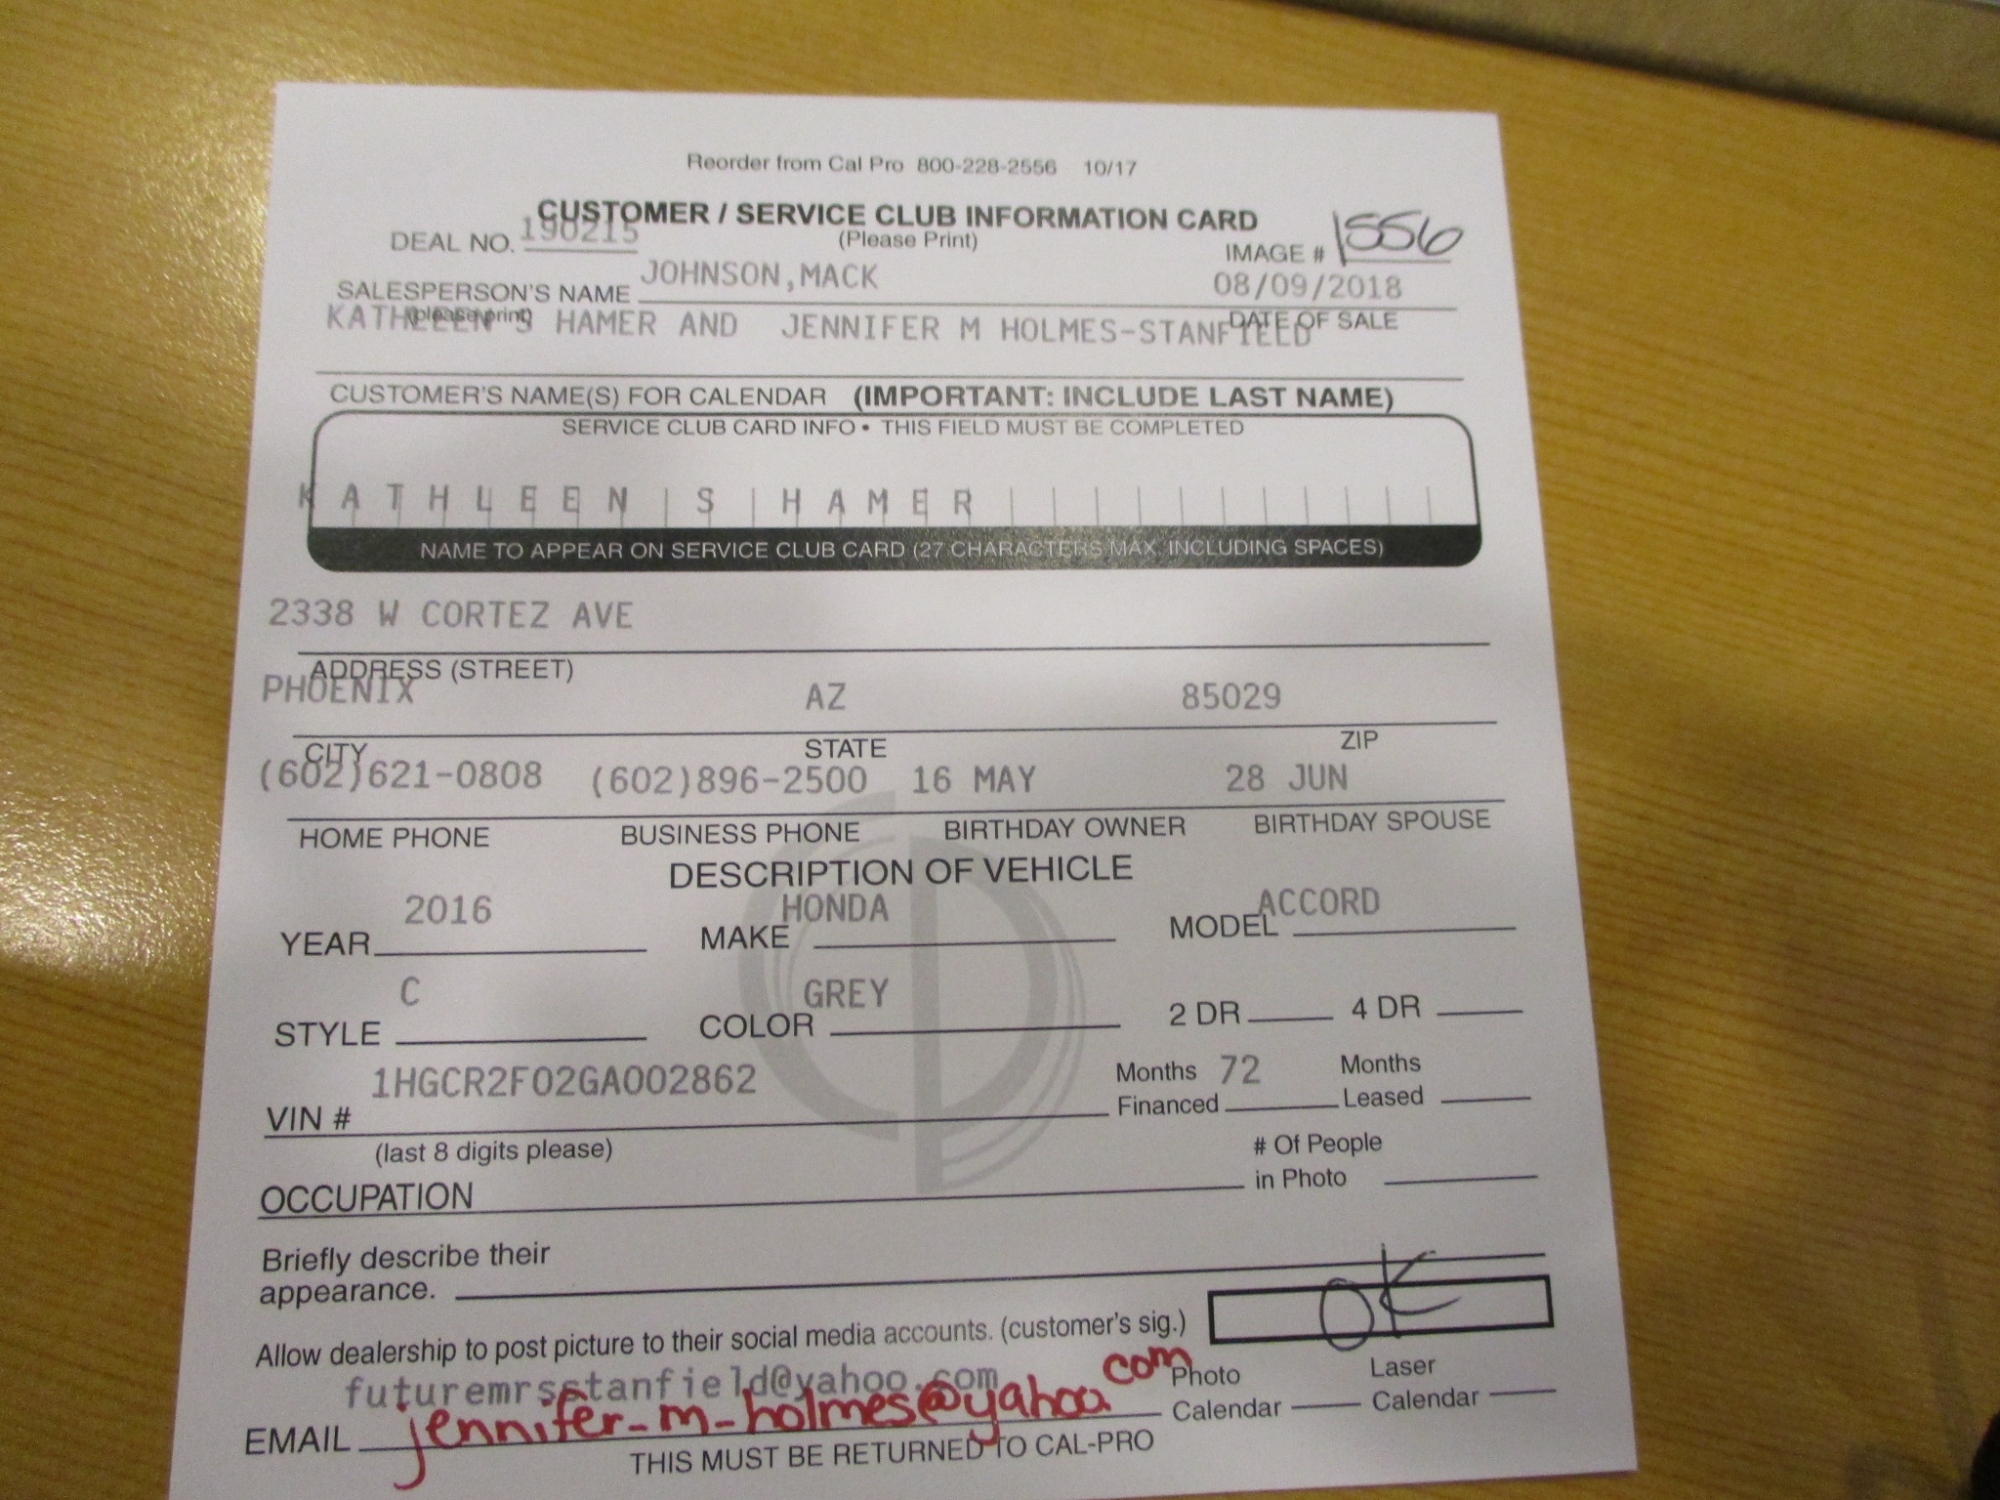 Reorder from Cal Pro 800-228-2556 10/17
CUSTOMER / SERVICE CLUB INFORMATION CARD
DEAL NO. 190215 (Please Print) IMAGE # 1556
SALESPERSON'S NAME JOHNSON,MACK 08/09/2018
(please print) DATE OF SALE
KATHLEEN S HAMER AND JENNIFER M HOLMES-STANFIELD
CUSTOMER'S NAME(S) FOR CALENDAR (IMPORTANT: INCLUDE LAST NAME)
SERVICE CLUB CARD INFO • THIS FIELD MUST BE COMPLETED
KATHLEEN S HAMER
NAME TO APPEAR ON SERVICE CLUB CARD (27 CHARACTERS MAX. INCLUDING SPACES)
2338 W CORTEZ AVE
ADDRESS (STREET)
PHOENIX AZ 85029
CITY STATE ZIP
(602)621-0808 (602)896-2500 16 MAY 28 JUN
HOME PHONE BUSINESS PHONE BIRTHDAY OWNER BIRTHDAY SPOUSE
DESCRIPTION OF VEHICLE
YEAR 2016 MAKE HONDA MODEL ACCORD
STYLE C COLOR GREY 2 DR 4 DR
VIN # 1HGCR2F02GA002862 Months Financed 72 Months Leased
(last 8 digits please) # Of People
OCCUPATION in Photo
Briefly describe their
appearance.
Allow dealership to post picture to their social media accounts. (customer's sig.) OK
futuremrsstanfield@yahoo.com Photo Laser
EMAIL jennifer_m_holmes@yahoo.com Calendar Calendar
THIS MUST BE RETURNED TO CAL-PRO